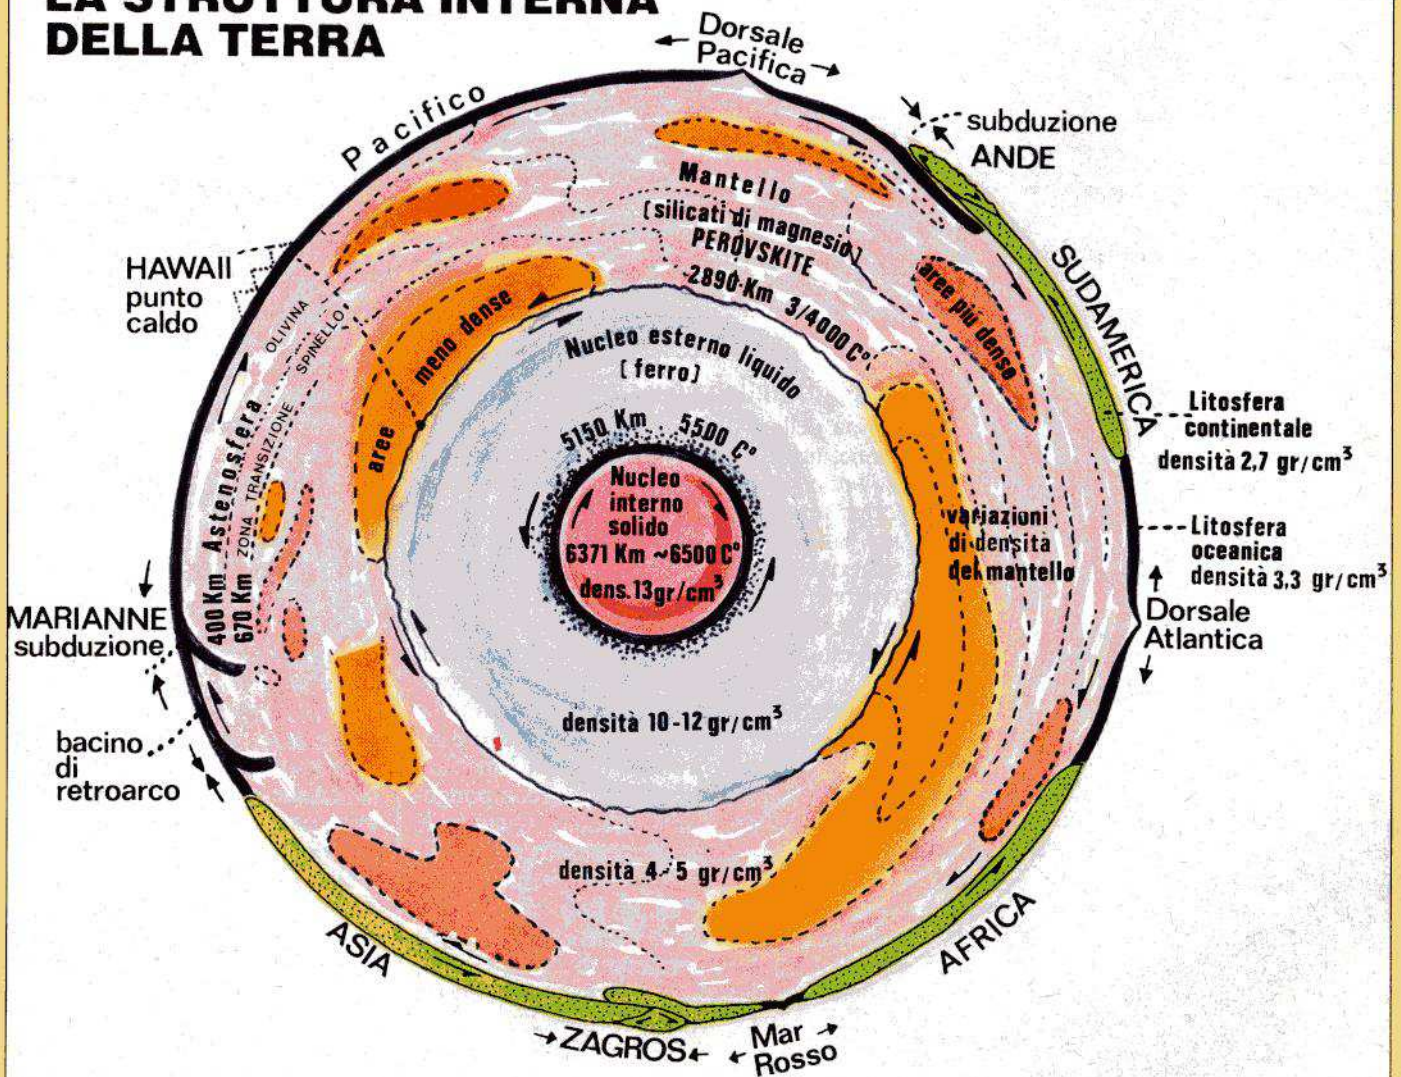 LA STRUTTURA INTERNA
DELLA TERRA
← Dorsale
Pacifica →
Pacifico
subduzione
ANDE
Mantello
[silicati di magnesio]
PEROVSKITE
2890 Km 3/4000 C°
HAWAII
punto
caldo
OLIVINA
SPINELLO
aree meno dense
aree più dense
SUDAMERICA
Nucleo esterno liquido
[ferro]
5150 Km 5500 C°
Nucleo
interno
solido
6371 Km ~6500 C°
dens. 13 gr/cm³
Litosfera
continentale
densità 2,7 gr/cm³
Litosfera
oceanica
densità 3,3 gr/cm³
variazioni
di densità
del mantello
400 Km Astenosfera
670 Km ZONA TRANSIZIONE
MARIANNE
subduzione
Dorsale
Atlantica
densità 10-12 gr/cm³
bacino
di
retroarco
densità 4-5 gr/cm³
ASIA
AFRICA
→ZAGROS←
← Mar →
Rosso